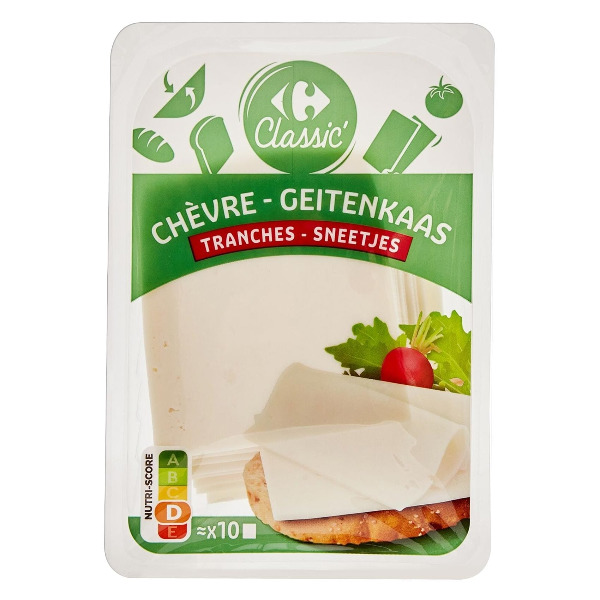 C
Classic'
CHÈVRE - GEITENKAAS
TRANCHES - SNEETJES
NUTRI-SCORE
A
B
C
D
E
≈x10